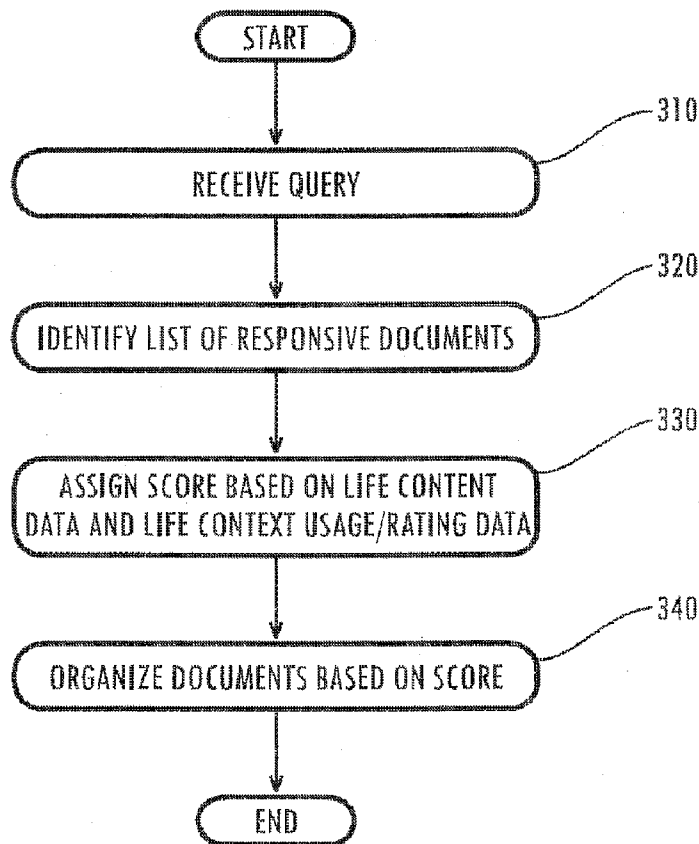 START
310
RECEIVE QUERY
320
IDENTIFY LIST OF RESPONSIVE DOCUMENTS
330
ASSIGN SCORE BASED ON LIFE CONTENT
DATA AND LIFE CONTEXT USAGE/RATING DATA
340
ORGANIZE DOCUMENTS BASED ON SCORE
END